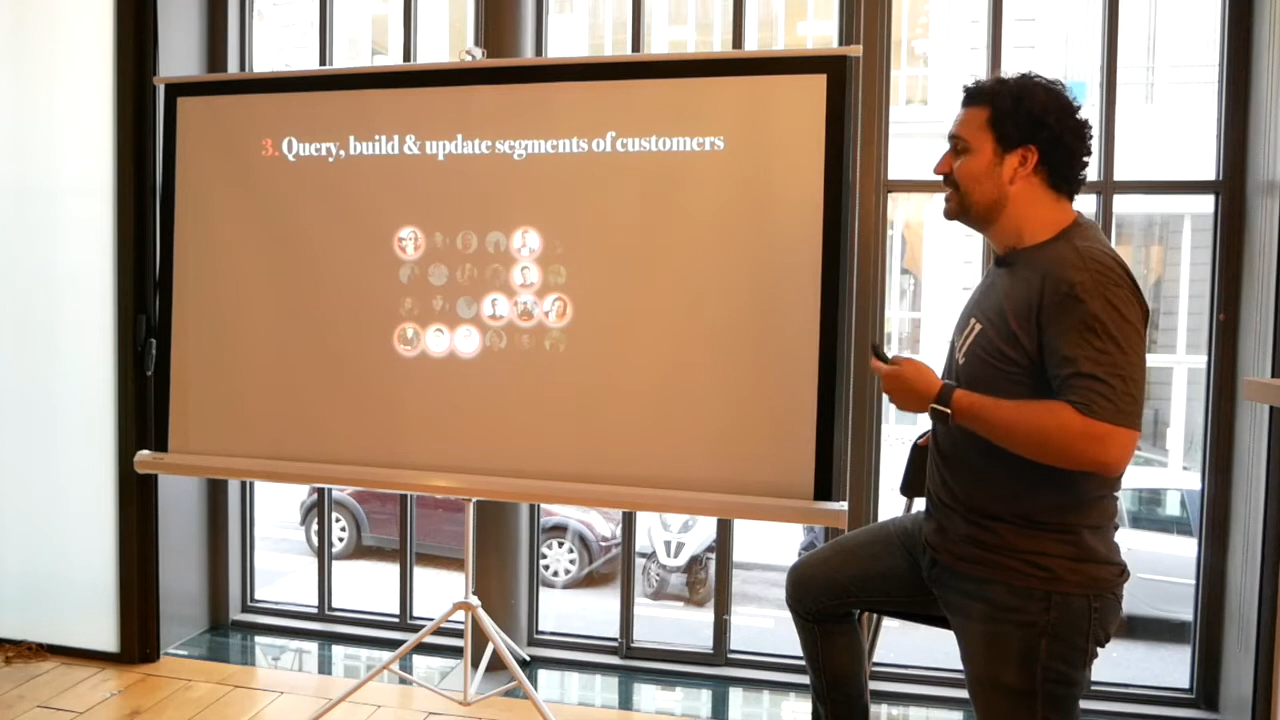 3. Query, build & update segments of customers